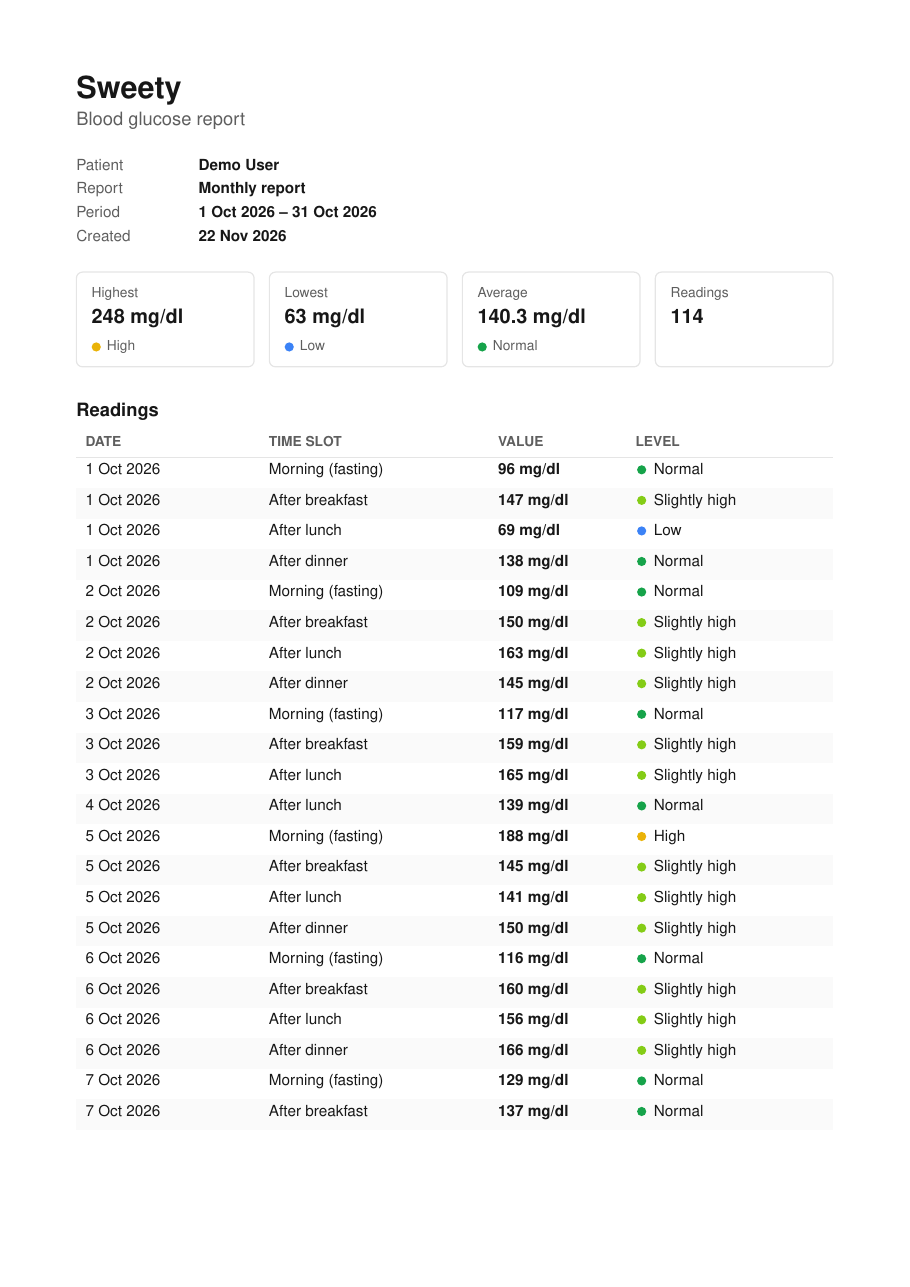 Sweety
Blood glucose report
Patient Demo User
Report Monthly report
Period 1 Oct 2026 – 31 Oct 2026
Created 22 Nov 2026
Highest Lowest Average Readings
248 mg/dl 63 mg/dl 140.3 mg/dl 114
High Low Normal
Readings
DATE TIME SLOT VALUE LEVEL
1 Oct 2026 Morning (fasting) 96 mg/dl Normal
1 Oct 2026 After breakfast 147 mg/dl Slightly high
1 Oct 2026 After lunch 69 mg/dl Low
1 Oct 2026 After dinner 138 mg/dl Normal
2 Oct 2026 Morning (fasting) 109 mg/dl Normal
2 Oct 2026 After breakfast 150 mg/dl Slightly high
2 Oct 2026 After lunch 163 mg/dl Slightly high
2 Oct 2026 After dinner 145 mg/dl Slightly high
3 Oct 2026 Morning (fasting) 117 mg/dl Normal
3 Oct 2026 After breakfast 159 mg/dl Slightly high
3 Oct 2026 After lunch 165 mg/dl Slightly high
4 Oct 2026 After lunch 139 mg/dl Normal
5 Oct 2026 Morning (fasting) 188 mg/dl High
5 Oct 2026 After breakfast 145 mg/dl Slightly high
5 Oct 2026 After lunch 141 mg/dl Slightly high
5 Oct 2026 After dinner 150 mg/dl Slightly high
6 Oct 2026 Morning (fasting) 116 mg/dl Normal
6 Oct 2026 After breakfast 160 mg/dl Slightly high
6 Oct 2026 After lunch 156 mg/dl Slightly high
6 Oct 2026 After dinner 166 mg/dl Slightly high
7 Oct 2026 Morning (fasting) 129 mg/dl Normal
7 Oct 2026 After breakfast 137 mg/dl Normal